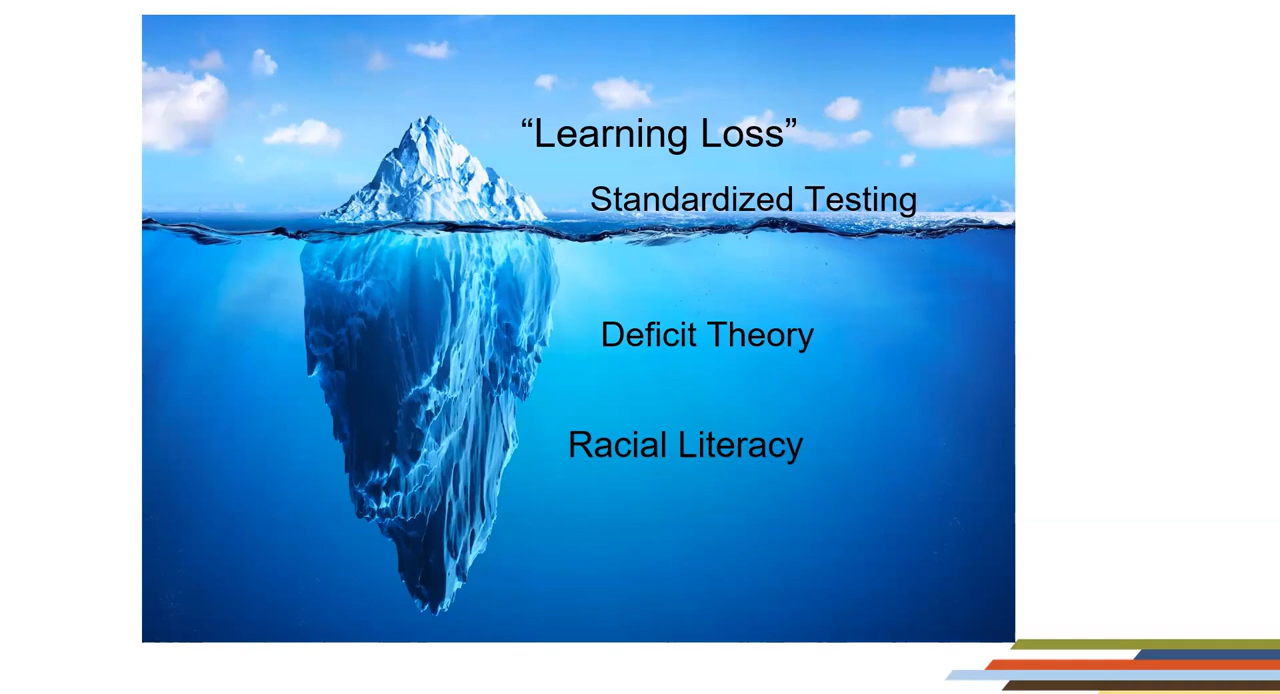 “Learning Loss”
Standardized Testing
Deficit Theory
Racial Literacy